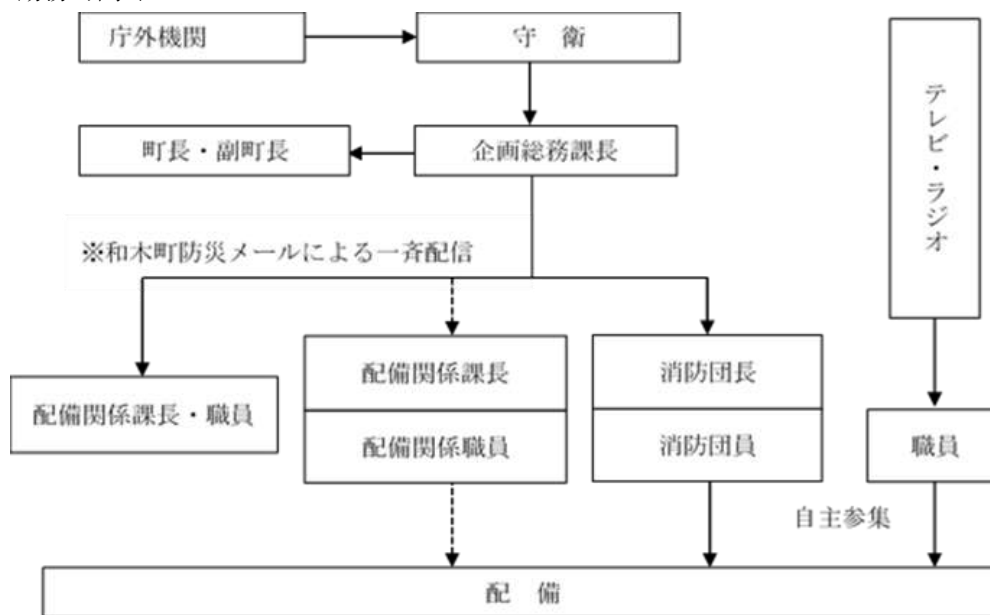 庁外機関
守 衛
町長・副町長
企画総務課長
テレビ・ラジオ
※和木町防災メールによる一斉配信
配備関係課長・職員
配備関係課長
配備関係職員
消防団長
消防団員
職員
自主参集
配 備